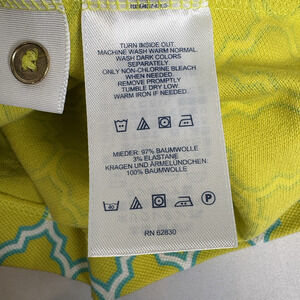 TURN INSIDE OUT
MACHINE WASH WARM NORMAL
WASH DARK COLORS
SEPARATELY
ONLY NON-CHLORINE BLEACH
WHEN NEEDED.
REMOVE PROMPTLY
TUMBLE DRY LOW.
WARM IRON IF NEEDED.
MIEDER: 97% BAUMWOLLE
3% ELASTANE
KRAGEN UND ÄRMELLÜNDCHEN:
100% BAUMWOLLE
RN 62830